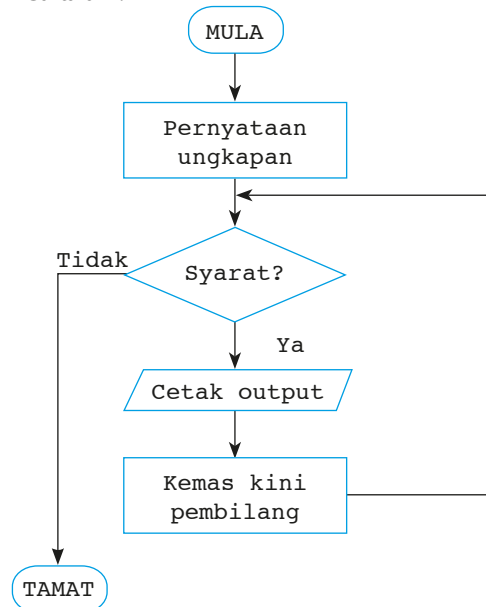 MULA
Pernyataan
ungkapan
Tidak
Syarat?
Ya
Cetak output
Kemas kini
pembilang
TAMAT